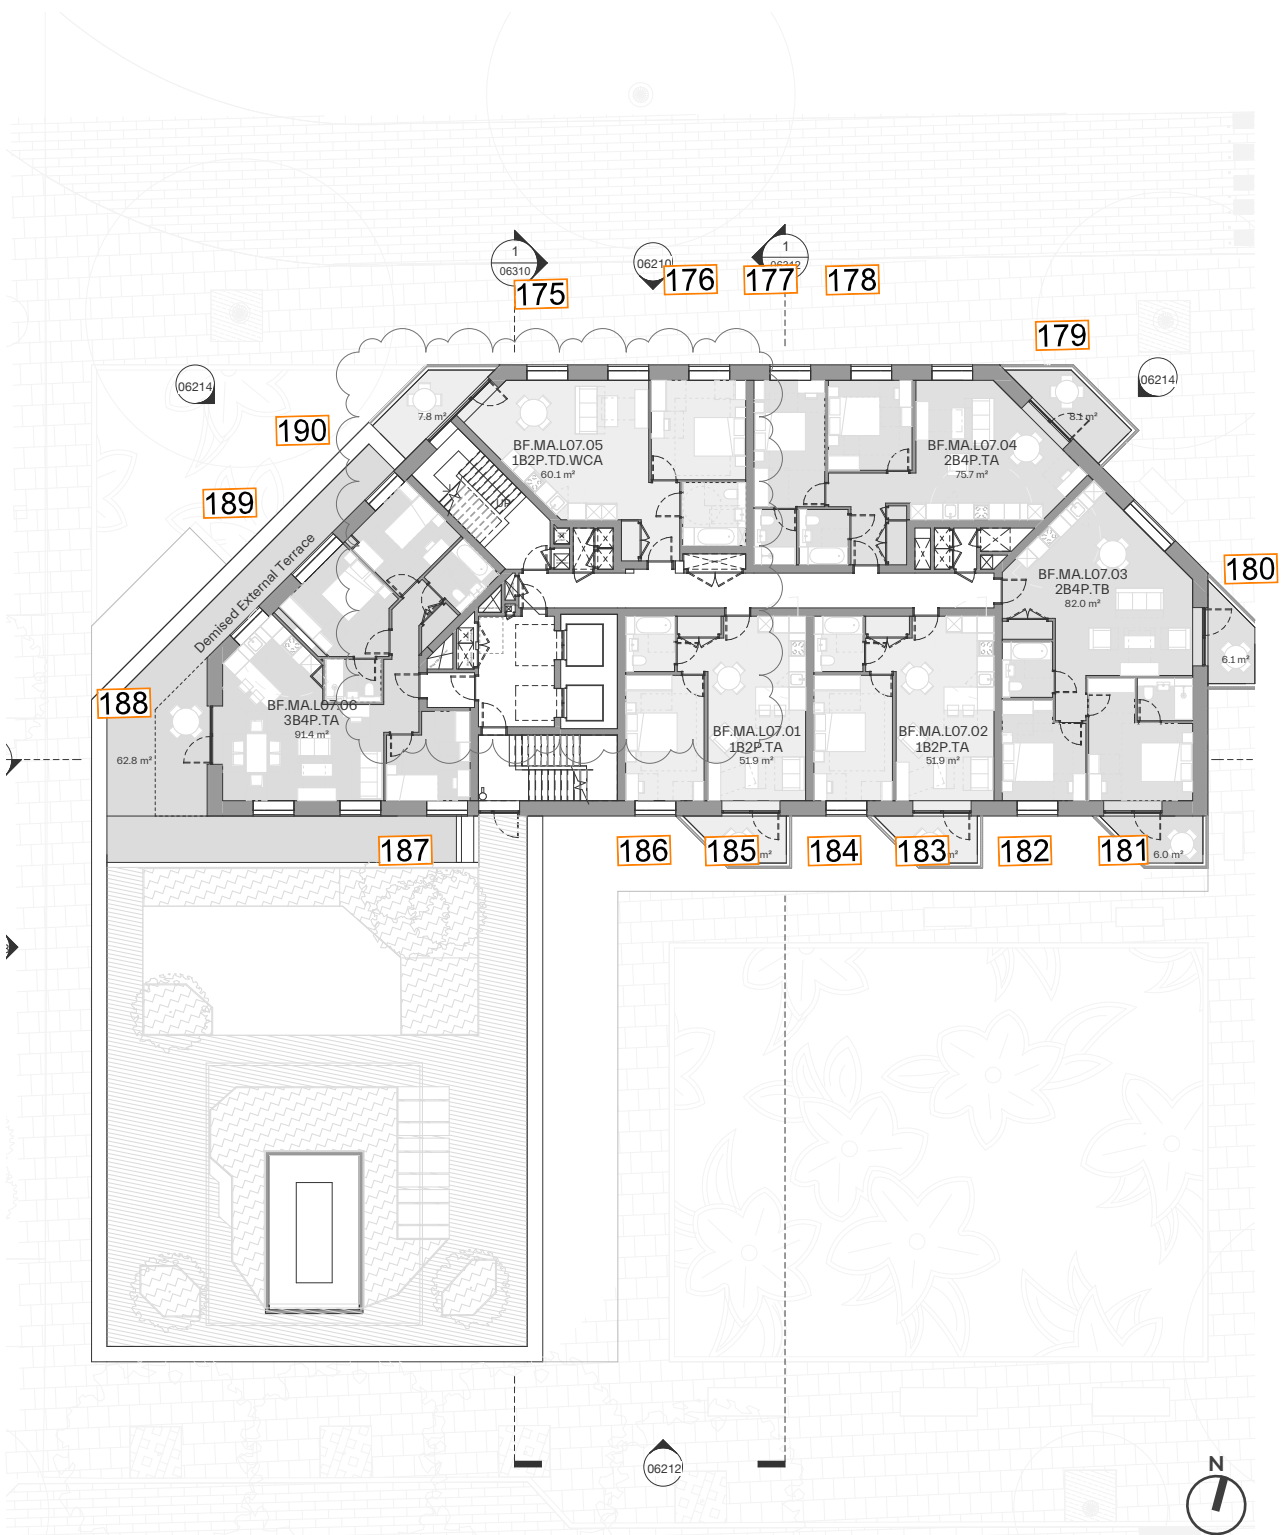 1
06310
175
06210
176
1
177
178
179
06214
06214
190
7.8 m²
8.1 m²
BF.MA.L07.05
1B2P.TD.WCA
60.1 m²
BF.MA.L07.04
2B4P.TA
75.7 m²
UP
189
Demised External Terrace
BF.MA.L07.03
2B4P.TB
82.0 m²
180
6.1 m²
188
62.8 m²
BF.MA.L07.06
3B4P.TA
91.4 m²
BF.MA.L07.01
1B2P.TA
51.9 m²
BF.MA.L07.02
1B2P.TA
51.9 m²
187
186
185
m²
184
183
m²
182
181
6.0 m²
06212
N